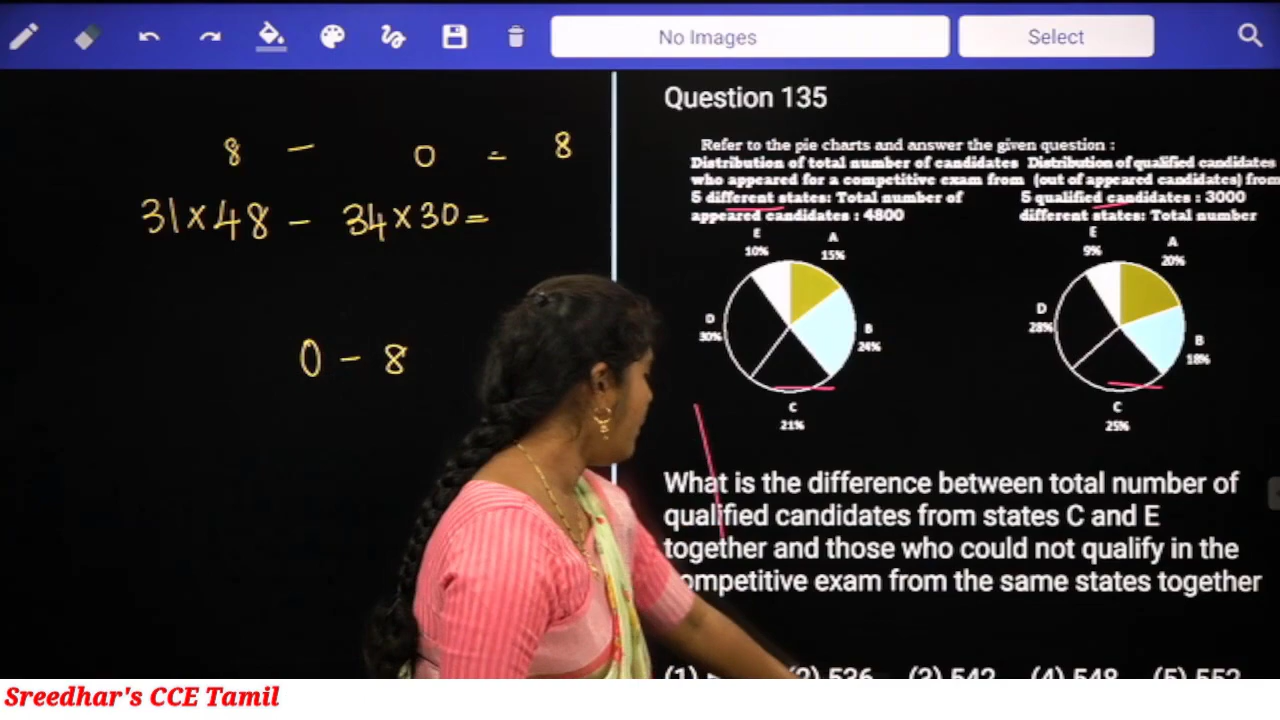 No Images
Select
8 - 0 = 8
31×48 - 34×30 =
0 - 8
Question 135
Refer to the pie charts and answer the given question :
Distribution of total number of candidates
who appeared for a competitive exam from
5 different states: Total number of
appeared candidates : 4800
Distribution of qualified candidates
(out of appeared candidates) from
5 qualified candidates : 3000
different states: Total number
E
10%
A
15%
D
30%
B
24%
C
21%
E
9%
A
20%
D
28%
B
18%
C
25%
What is the difference between total number of
qualified candidates from states C and E
together and those who could not qualify in the
competitive exam from the same states together
(1) (2) 536 (3) 542 (4) 548 (5) 552
Sreedhar's CCE Tamil